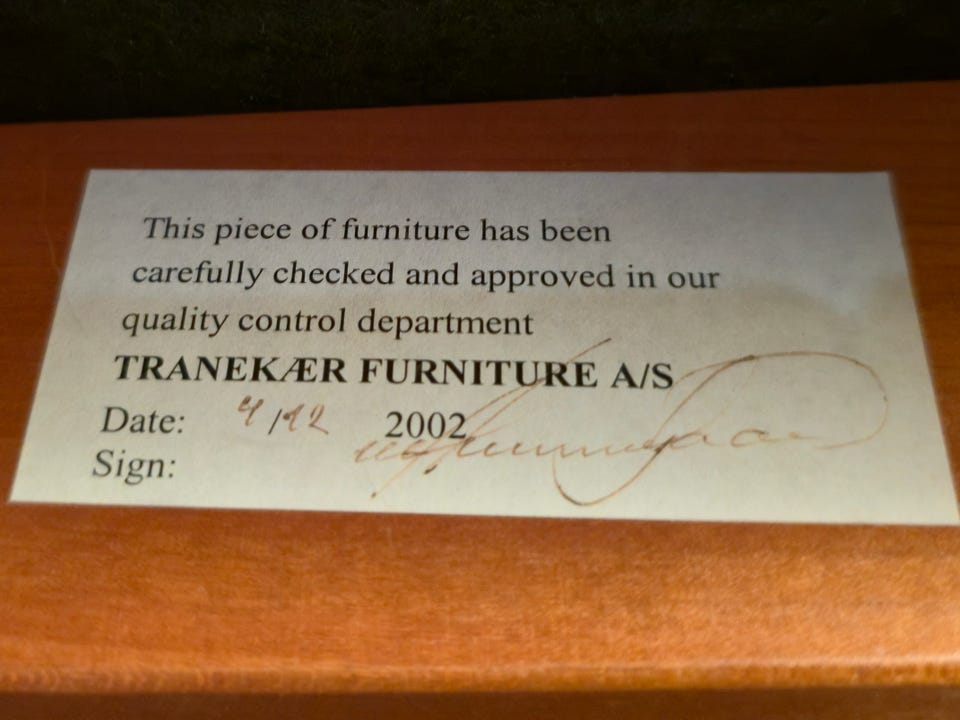 This piece of furniture has been
carefully checked and approved in our
quality control department
TRANEKÆR FURNITURE A/S
Date: 4/12 2002
Sign: